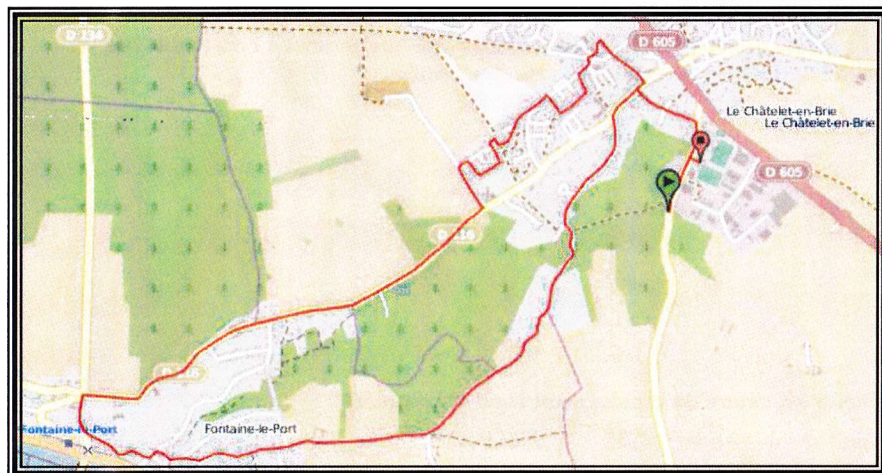 D 134
D 605
Le Châtelet-en-Brie
Le Châtelet-en-Brie
D 605
D 116
Fontaine-le-Port
Fontaine-le-Port